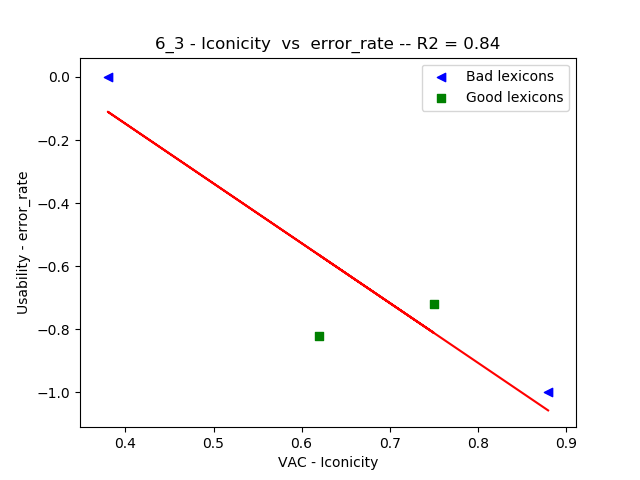 6_3 - Iconicity  vs  error_rate -- R2 = 0.84
Bad lexicons
Good lexicons
0.0
−0.2
−0.4
−0.6
−0.8
−1.0
Usability - error_rate
0.4 0.5 0.6 0.7 0.8 0.9
VAC - Iconicity